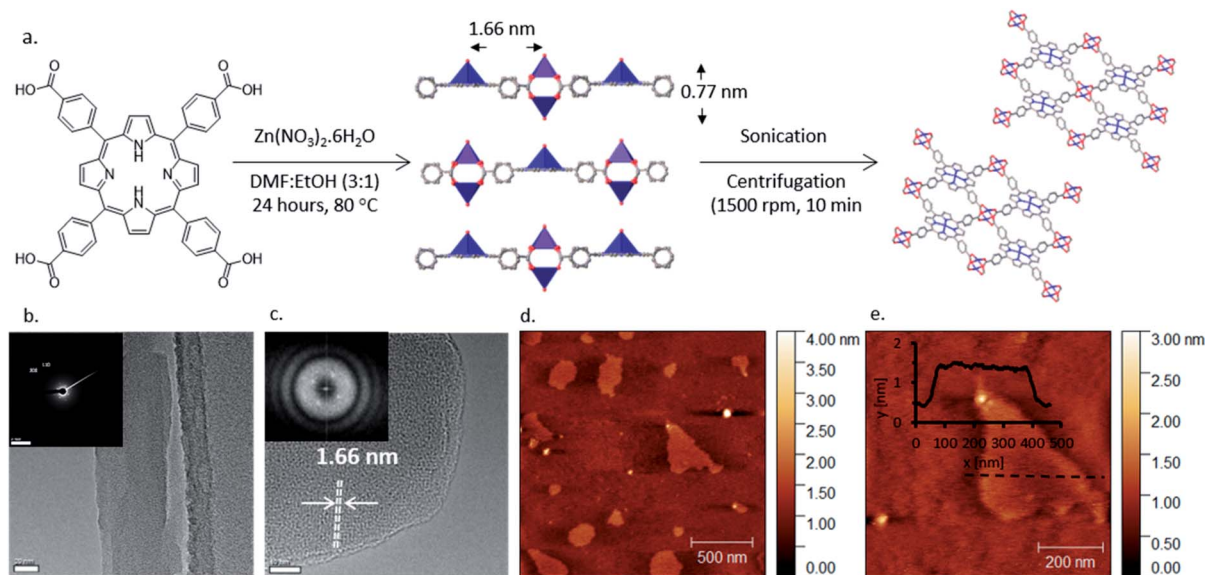 a.
O
OH
O
HO
NH
N
N
HN
O
HO
O
OH
Zn(NO₃)₂.6H₂O
DMF:EtOH (3:1)
24 hours, 80 °C
1.66 nm
0.77 nm
Sonication
Centrifugation
(1500 rpm, 10 min
b.
c.
1.66 nm
d.
4.00 nm
3.00
2.50
2.00
1.50
1.00
0.00
500 nm
e.
3.00 nm
2.50
2.00
1.50
1.00
0.50
0.00
2
1
0
y [nm]
0 100 200 300 400 500
x [nm]
200 nm